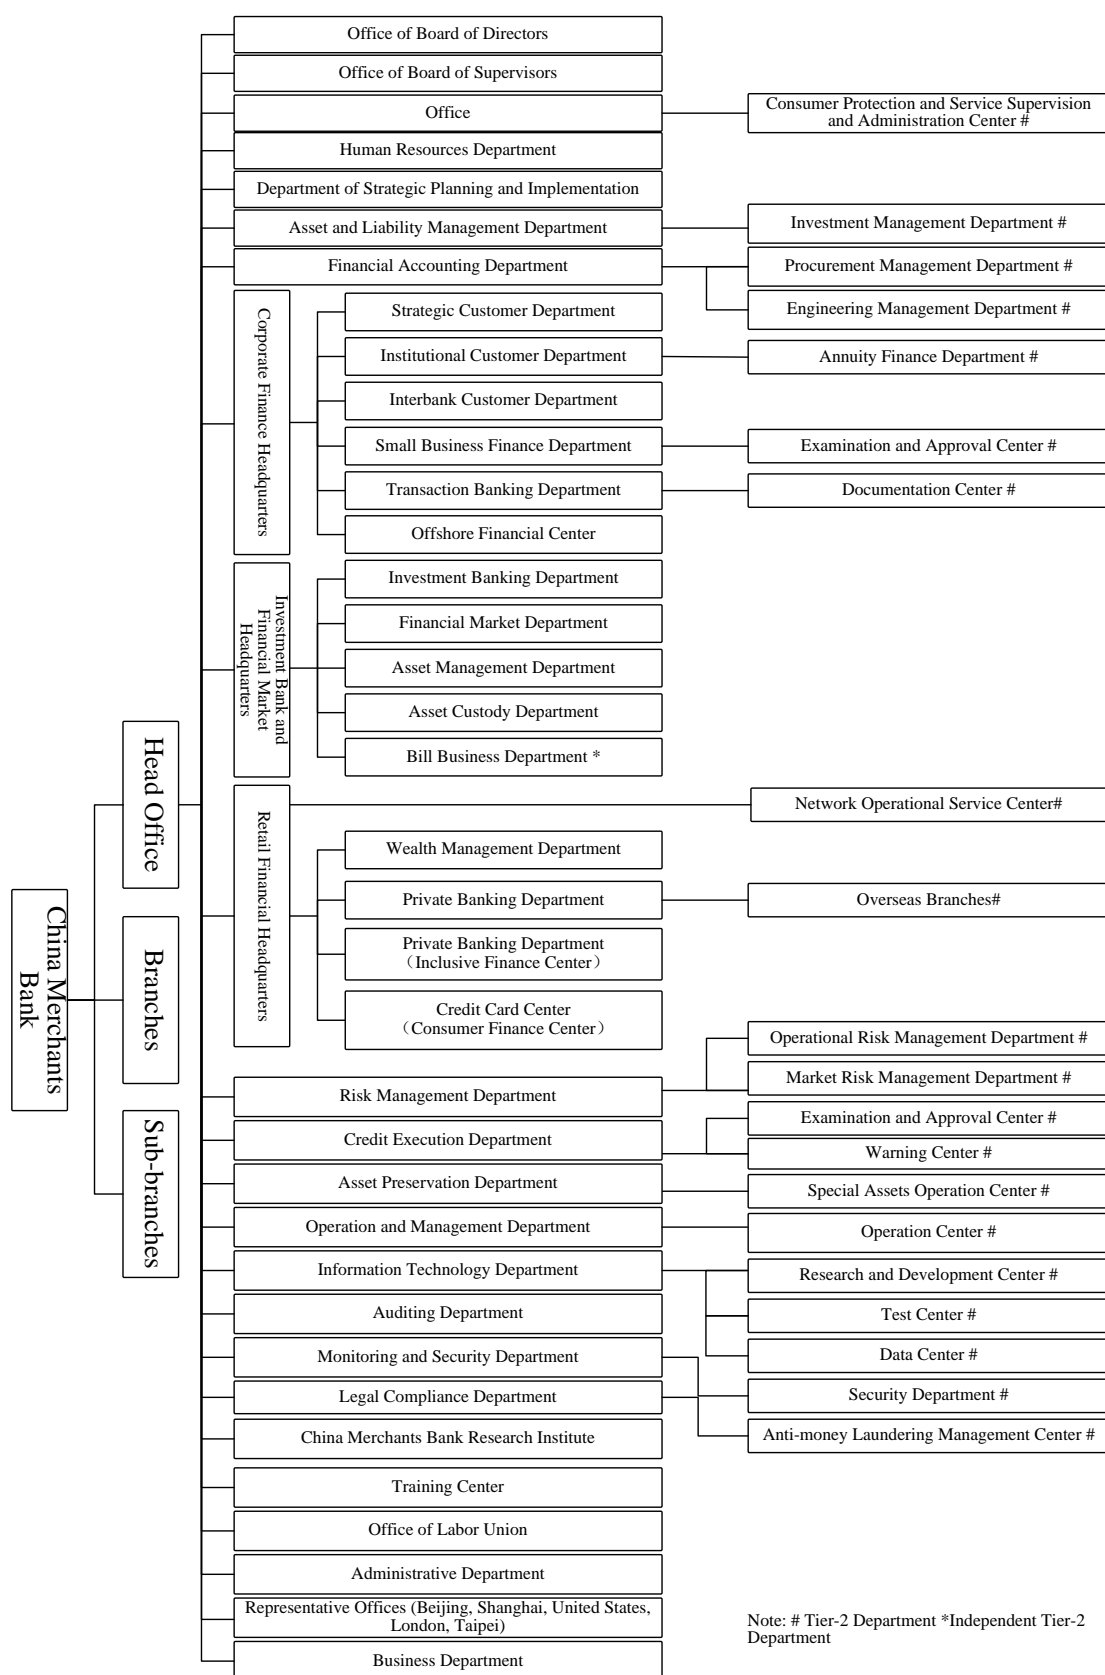 Office of Board of Directors
Office of Board of Supervisors
Office
Consumer Protection and Service Supervision
and Administration Center #
Human Resources Department
Department of Strategic Planning and Implementation
Asset and Liability Management Department
Investment Management Department #
Financial Accounting Department
Procurement Management Department #
Engineering Management Department #
Corporate Finance Headquarters
Strategic Customer Department
Institutional Customer Department
Annuity Finance Department #
Interbank Customer Department
Small Business Finance Department
Examination and Approval Center #
Transaction Banking Department
Documentation Center #
Offshore Financial Center
Investment Bank and
Financial Market
Headquarters
Investment Banking Department
Financial Market Department
Asset Management Department
Asset Custody Department
Bill Business Department *
Head Office
Retail Financial Headquarters
Network Operational Service Center#
Wealth Management Department
Private Banking Department
Overseas Branches#
Private Banking Department
（Inclusive Finance Center）
Credit Card Center
（Consumer Finance Center）
China Merchants
Bank
Branches
Sub-branches
Operational Risk Management Department #
Market Risk Management Department #
Risk Management Department
Examination and Approval Center #
Credit Execution Department
Warning Center #
Asset Preservation Department
Special Assets Operation Center #
Operation and Management Department
Operation Center #
Information Technology Department
Research and Development Center #
Auditing Department
Test Center #
Monitoring and Security Department
Data Center #
Legal Compliance Department
Security Department #
China Merchants Bank Research Institute
Anti-money Laundering Management Center #
Training Center
Office of Labor Union
Administrative Department
Representative Offices (Beijing, Shanghai, United States,
London, Taipei)
Business Department
Note: # Tier-2 Department *Independent Tier-2
Department